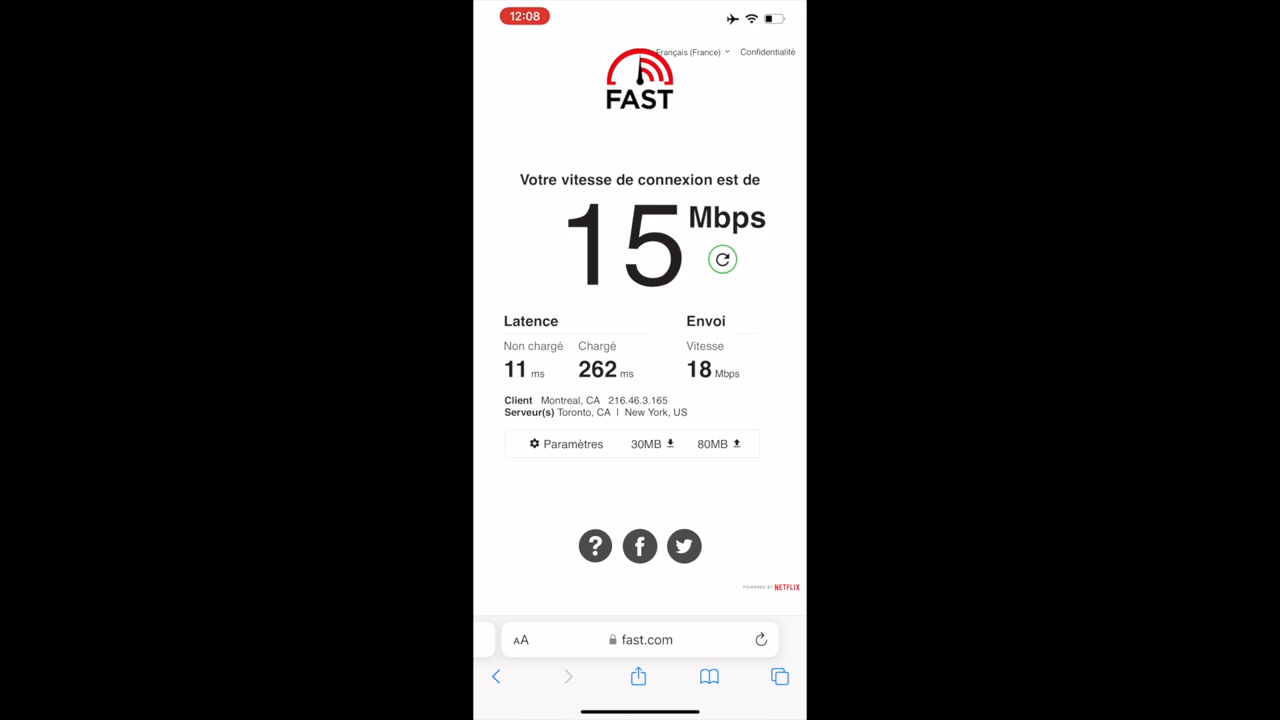 12:08
Français (France) Confidentialité
FAST
Votre vitesse de connexion est de
15 Mbps
Latence Envoi
Non chargé Chargé Vitesse
11 ms 262 ms 18 Mbps
Client Montreal, CA 216.46.3.165
Serveur(s) Toronto, CA | New York, US
Paramètres 30MB 80MB
? f
POWERED BY NETFLIX
AA fast.com